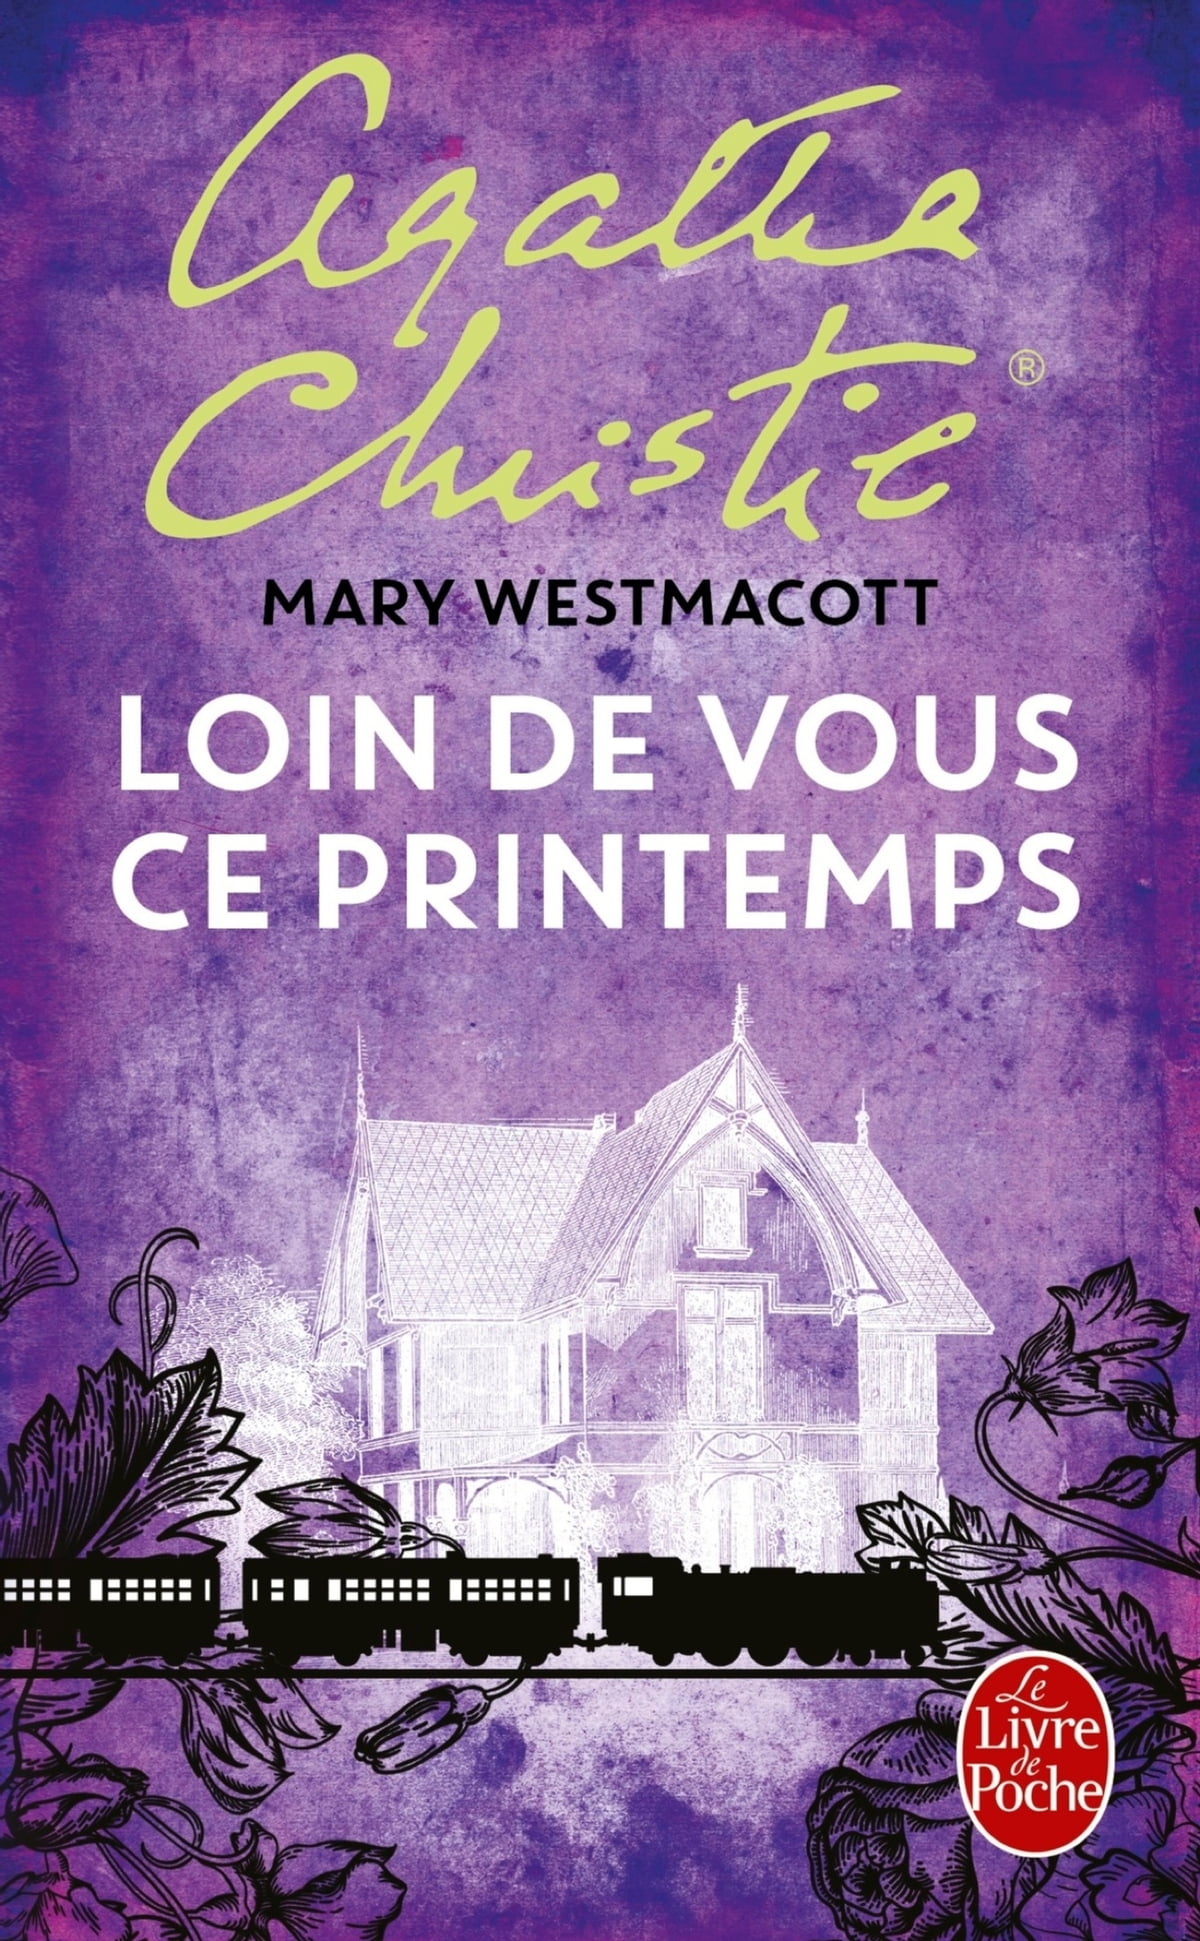 Agatha
Christie ®
MARY WESTMACOTT
LOIN DE VOUS
CE PRINTEMPS
Le
Livre
de
Poche